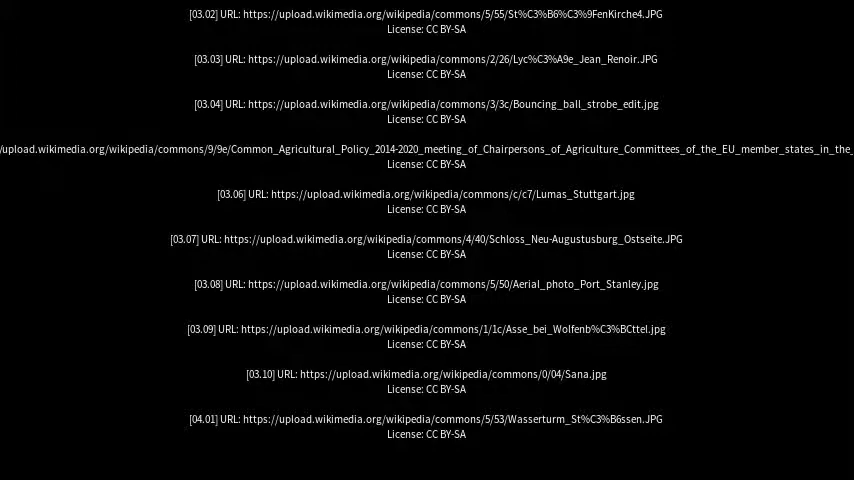 [03.02] URL: https://upload.wikimedia.org/wikipedia/commons/5/55/St%C3%B6%C3%9FenKirche4.JPG
License: CC BY-SA
[03.03] URL: https://upload.wikimedia.org/wikipedia/commons/2/26/Lyc%C3%A9e_Jean_Renoir.JPG
License: CC BY-SA
[03.04] URL: https://upload.wikimedia.org/wikipedia/commons/3/3c/Bouncing_ball_strobe_edit.jpg
License: CC BY-SA
/upload.wikimedia.org/wikipedia/commons/9/9e/Common_Agricultural_Policy_2014-2020_meeting_of_Chairpersons_of_Agriculture_Committees_of_the_EU_member_states_in_the_
License: CC BY-SA
[03.06] URL: https://upload.wikimedia.org/wikipedia/commons/c/c7/Lumas_Stuttgart.jpg
License: CC BY-SA
[03.07] URL: https://upload.wikimedia.org/wikipedia/commons/4/40/Schloss_Neu-Augustusburg_Ostseite.JPG
License: CC BY-SA
[03.08] URL: https://upload.wikimedia.org/wikipedia/commons/5/50/Aerial_photo_Port_Stanley.jpg
License: CC BY-SA
[03.09] URL: https://upload.wikimedia.org/wikipedia/commons/1/1c/Asse_bei_Wolfenb%C3%BCttel.jpg
License: CC BY-SA
[03.10] URL: https://upload.wikimedia.org/wikipedia/commons/0/04/Sana.jpg
License: CC BY-SA
[04.01] URL: https://upload.wikimedia.org/wikipedia/commons/5/53/Wasserturm_St%C3%B6ssen.JPG
License: CC BY-SA